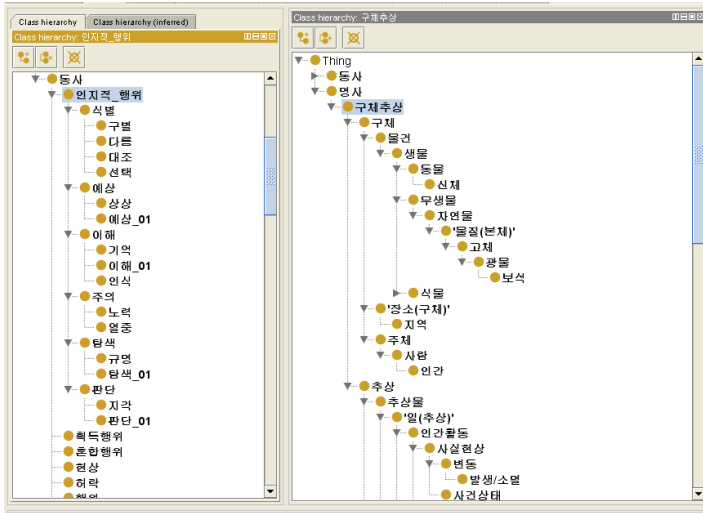 Class hierarchy
Class hierarchy (inferred)
Class hierarchy: 인지적_행위
동사
인지적_행위
식별
구별
다름
대조
선택
예상
상상
예상_01
이해
기억
이해_01
인식
주의
노력
열중
탐색
규명
탐색_01
판단
지각
판단_01
획득행위
혼합행위
현상
허락
행위
Class hierarchy: 구체추상
Thing
동사
명사
구체추상
구체
물건
생물
동물
신체
무생물
자연물
'물질(본체)'
고체
광물
보석
식물
'장소(구체)'
지역
주체
사람
인간
추상
추상물
'일(추상)'
인간활동
사실현상
변동
발생/소멸
사건상태